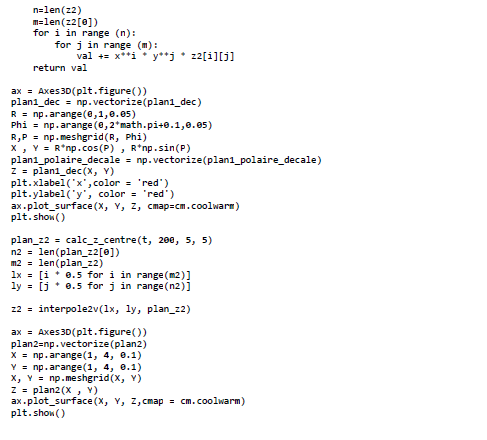 n=len(z2)
m=len(z2[0])
for i in range (n):
for j in range (m):
val += x**i * y**j * z2[i][j]
return val
ax = Axes3D(plt.figure())
plan1_dec = np.vectorize(plan1_dec)
R = np.arange(0,1,0.05)
Phi = np.arange(0,2*math.pi+0.1,0.05)
R,P = np.meshgrid(R, Phi)
X , Y = R*np.cos(P) , R*np.sin(P)
plan1_polaire_decale = np.vectorize(plan1_polaire_decale)
Z = plan1_dec(X, Y)
plt.xlabel('x',color = 'red')
plt.ylabel('y', color = 'red')
ax.plot_surface(X, Y, Z, cmap=cm.coolwarm)
plt.show()
plan_z2 = calc_z_centre(t, 200, 5, 5)
n2 = len(plan_z2[0])
m2 = len(plan_z2)
lx = [i * 0.5 for i in range(m2)]
ly = [j * 0.5 for j in range(n2)]
z2 = interpole2v(lx, ly, plan_z2)
ax = Axes3D(plt.figure())
plan2=np.vectorize(plan2)
X = np.arange(1, 4, 0.1)
Y = np.arange(1, 4, 0.1)
X, Y = np.meshgrid(X, Y)
Z = plan2(X , Y)
ax.plot_surface(X, Y, Z,cmap = cm.coolwarm)
plt.show()